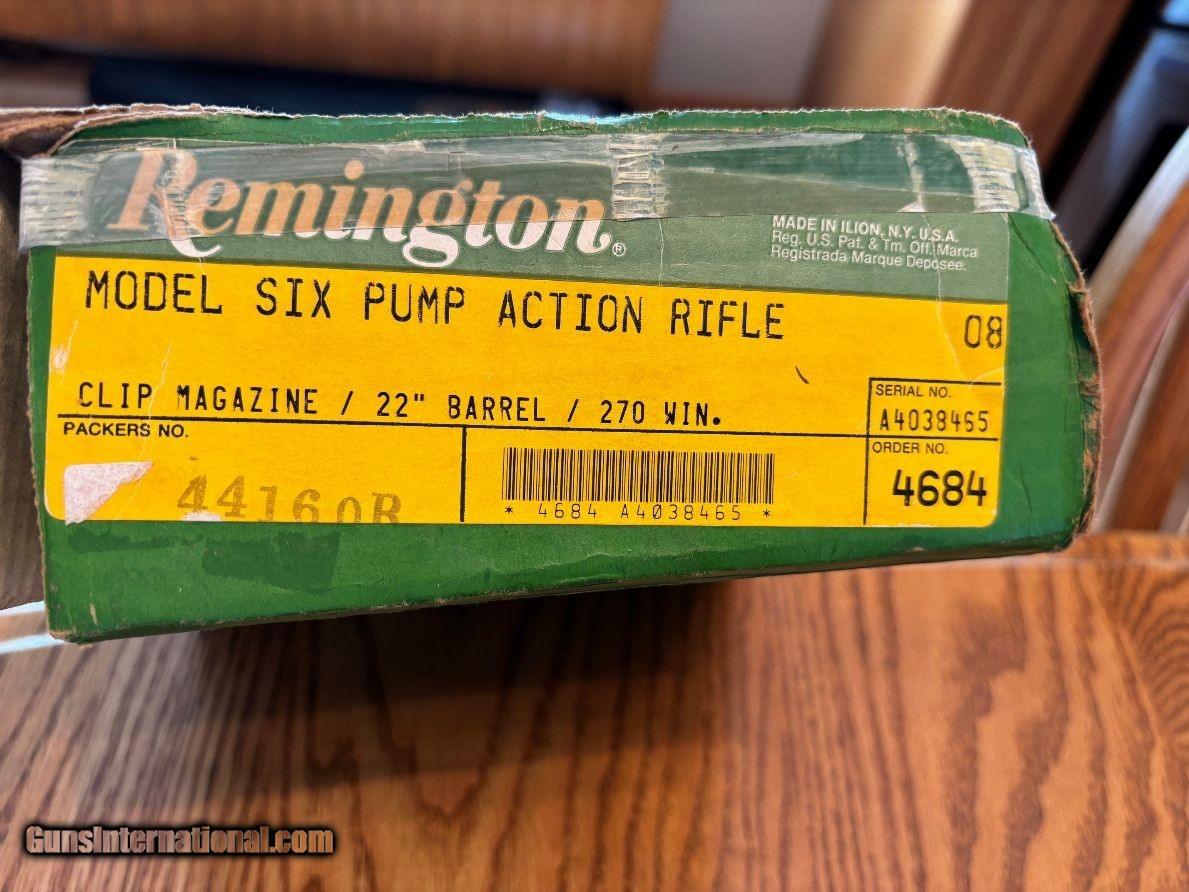 Remington®
MADE IN ILION, N.Y. U.S.A.
Reg. U.S. Pat. & Tm. Off. Marca
Registrada Marque Deposee.
MODEL SIX PUMP ACTION RIFLE 08
CLIP MAGAZINE / 22" BARREL / 270 WIN.
SERIAL NO.
A4038465
PACKERS NO.
44160R
* 4684 A4038465 *
ORDER NO.
4684
GunsInternational.com